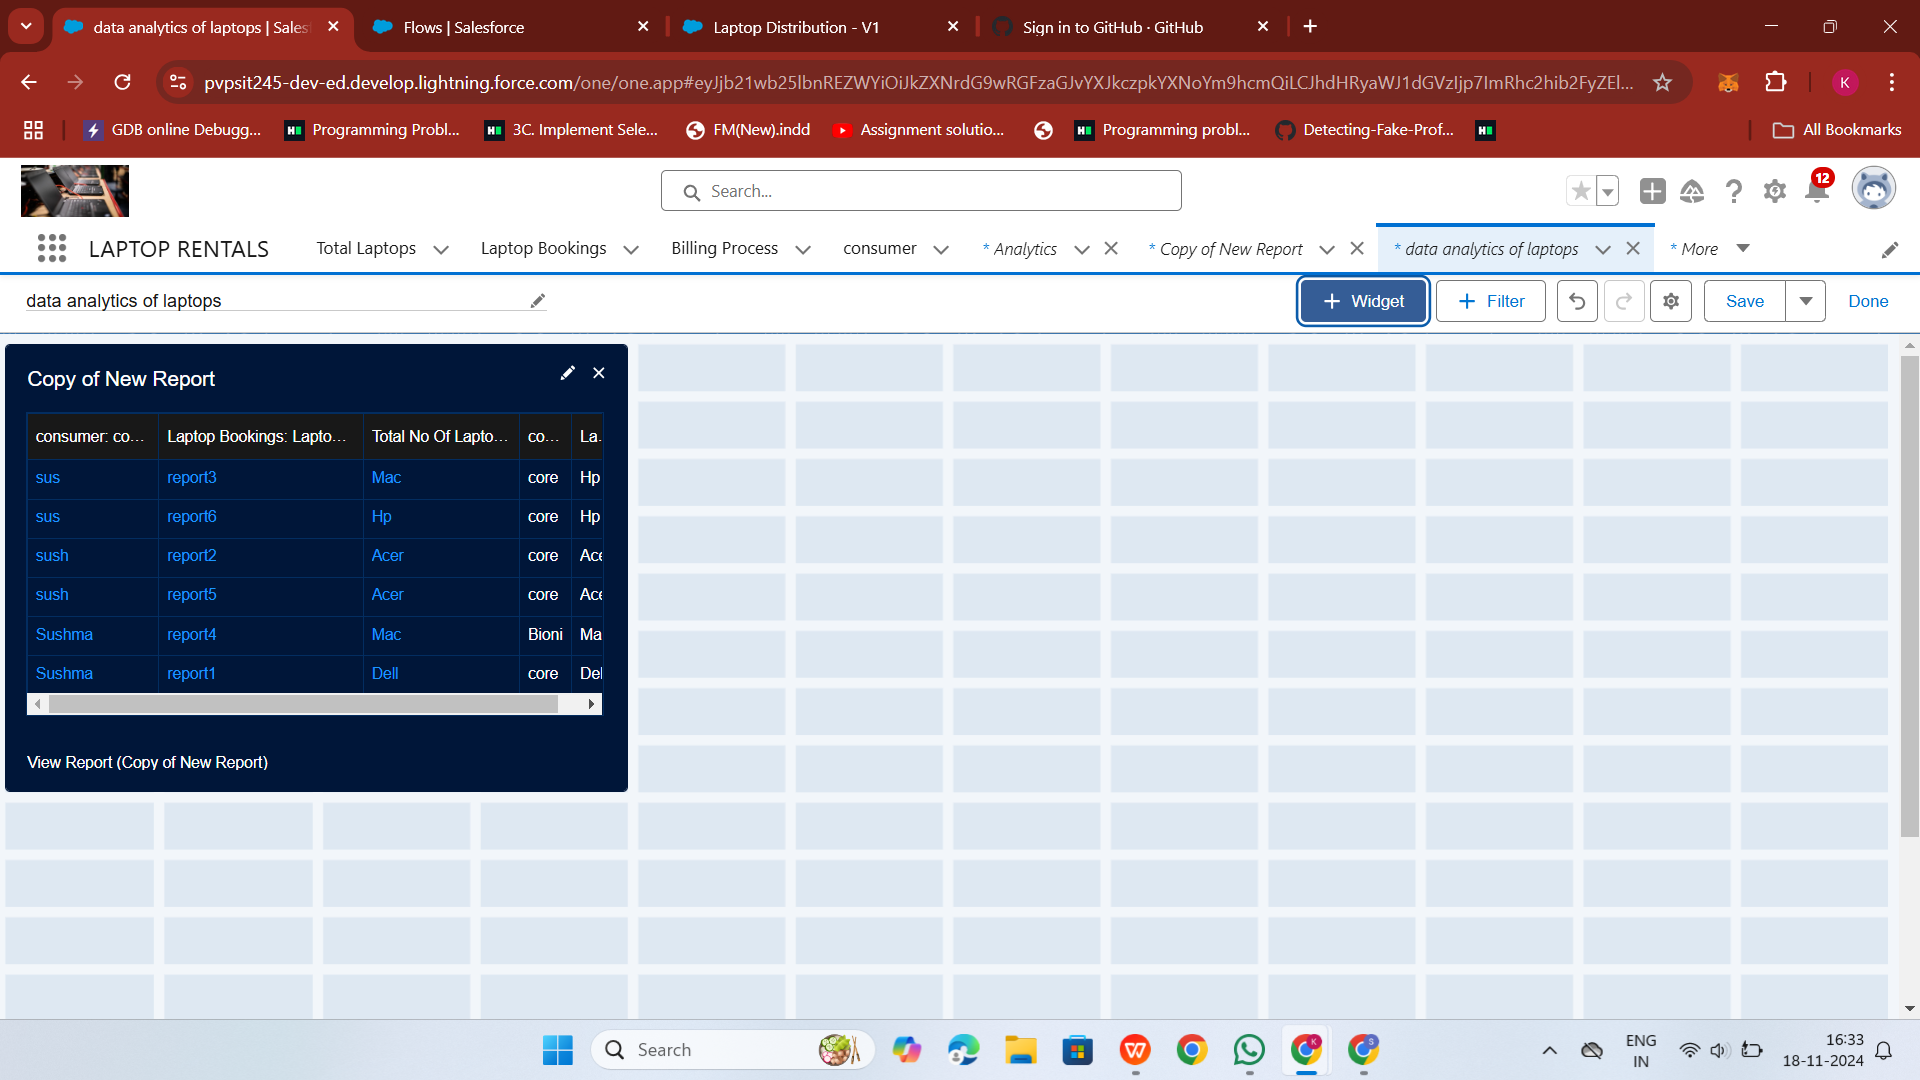 data analytics of laptops | Sales
Flows | Salesforce
Laptop Distribution - V1
Sign in to GitHub · GitHub
pvpsit245-dev-ed.develop.lightning.force.com/one/one.app#eyJjb21wb25lbnREZWYiOiJkZXNrdG9wRGFzaGJvYXJkczpkYXNoYm9hcmQiLCJhdHRyaWJ1dGVzIjp7ImRhc2hib2FyZEl...
K
GDB online Debugg...
Programming Probl...
3C. Implement Sele...
FM(New).indd
Assignment solutio...
Programming probl...
Detecting-Fake-Prof...
All Bookmarks
Search...
12
LAPTOP RENTALS
Total Laptops
Laptop Bookings
Billing Process
consumer
* Analytics
* Copy of New Report
* data analytics of laptops
* More
data analytics of laptops
+ Widget
+ Filter
Save
Done
Copy of New Report
consumer: co... Laptop Bookings: Lapto... Total No Of Lapto... co... La.
sus report3 Mac core Hp
sus report6 Hp core Hp
sush report2 Acer core Ace
sush report5 Acer core Ace
Sushma report4 Mac Bioni Ma
Sushma report1 Dell core Del
View Report (Copy of New Report)
Search
ENG
IN
16:33
18-11-2024